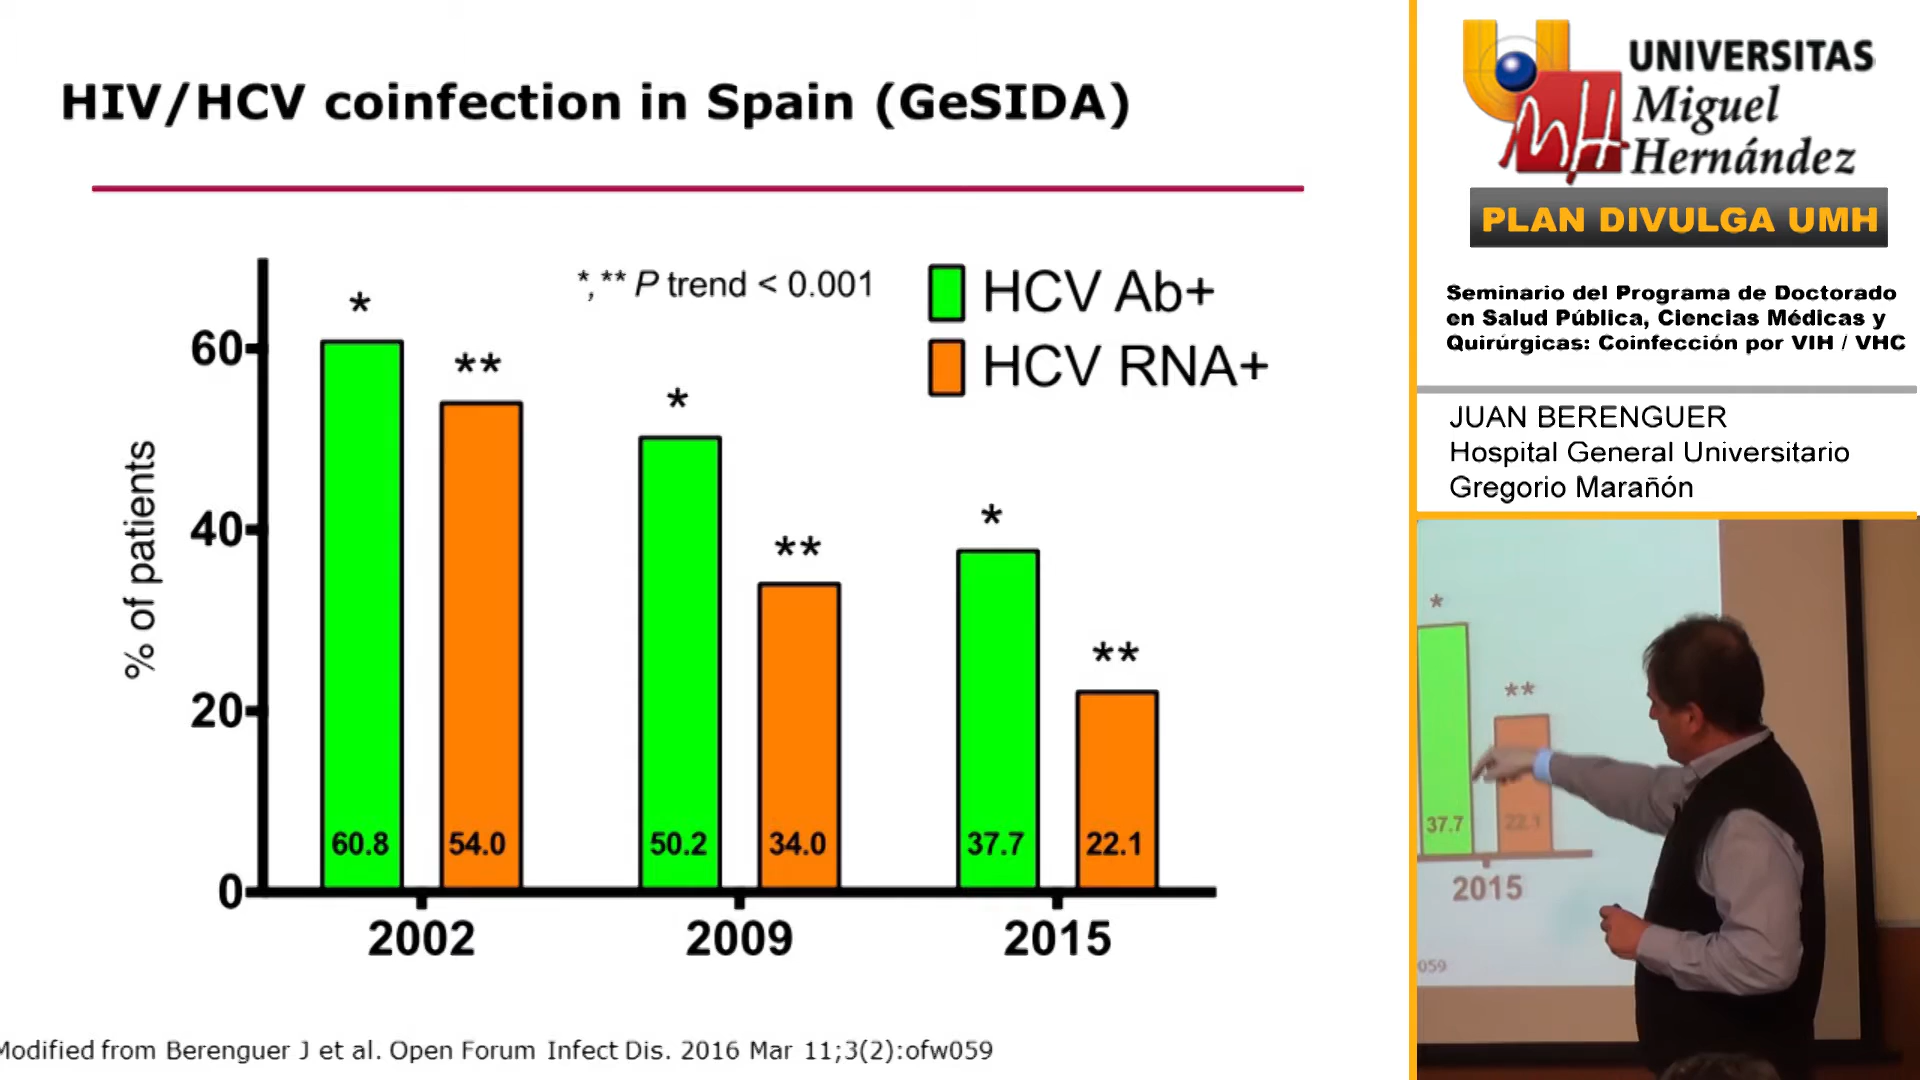 HIV/HCV coinfection in Spain (GeSIDA)
*,** P trend < 0.001
HCV Ab+
HCV RNA+
% of patients
60
40
20
0
*
**
*
**
*
**
60.8
54.0
50.2
34.0
37.7
22.1
2002
2009
2015
Modified from Berenguer J et al. Open Forum Infect Dis. 2016 Mar 11;3(2):ofw059
UNIVERSITAS
Miguel
Hernández
PLAN DIVULGA UMH
Seminario del Programa de Doctorado
en Salud Pública, Ciencias Médicas y
Quirúrgicas: Coinfección por VIH / VHC
JUAN BERENGUER
Hospital General Universitario
Gregorio Marañón
*
**
37.7
22.1
2015
059